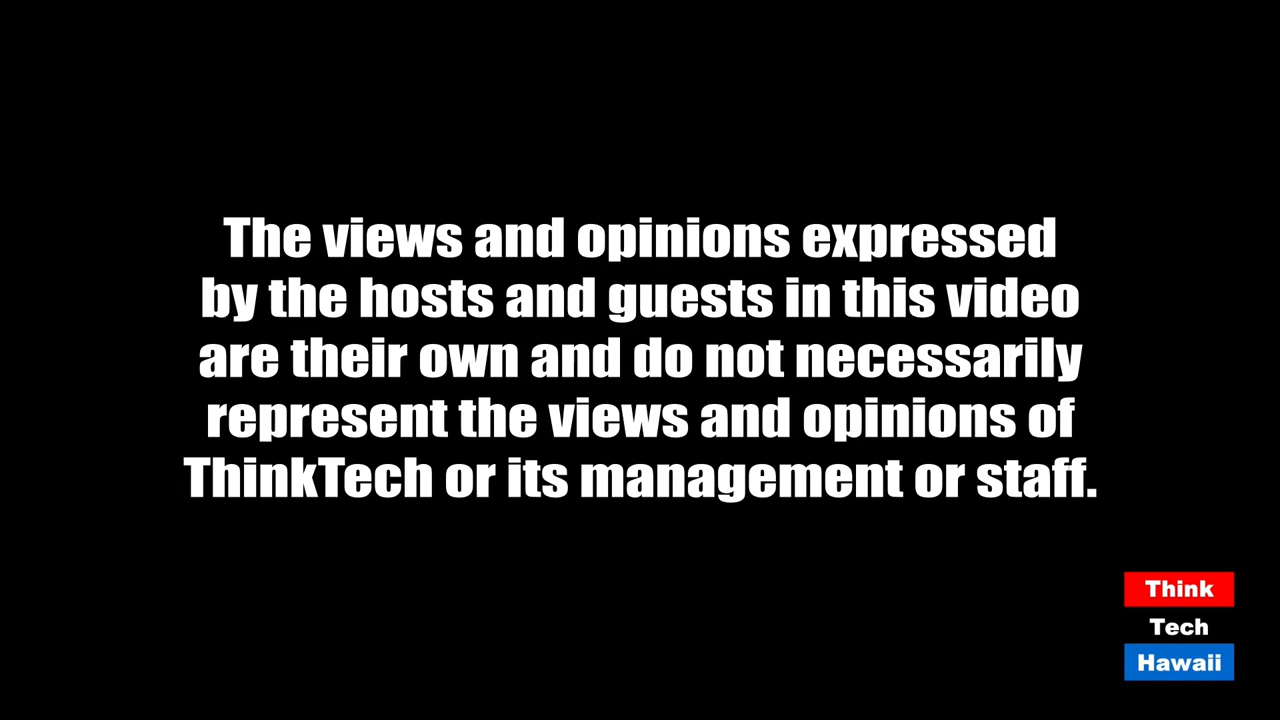 The views and opinions expressed
by the hosts and guests in this video
are their own and do not necessarily
represent the views and opinions of
ThinkTech or its management or staff.
Think
Tech
Hawaii